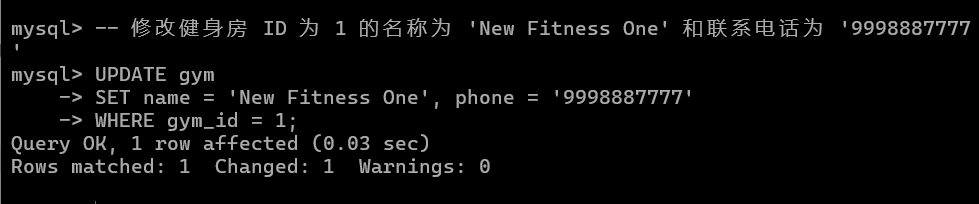 mysql> -- 修改健身房 ID 为 1 的名称为 'New Fitness One' 和联系电话为 '9998887777
'
mysql> UPDATE gym
    -> SET name = 'New Fitness One', phone = '9998887777'
    -> WHERE gym_id = 1;
Query OK, 1 row affected (0.03 sec)
Rows matched: 1  Changed: 1  Warnings: 0